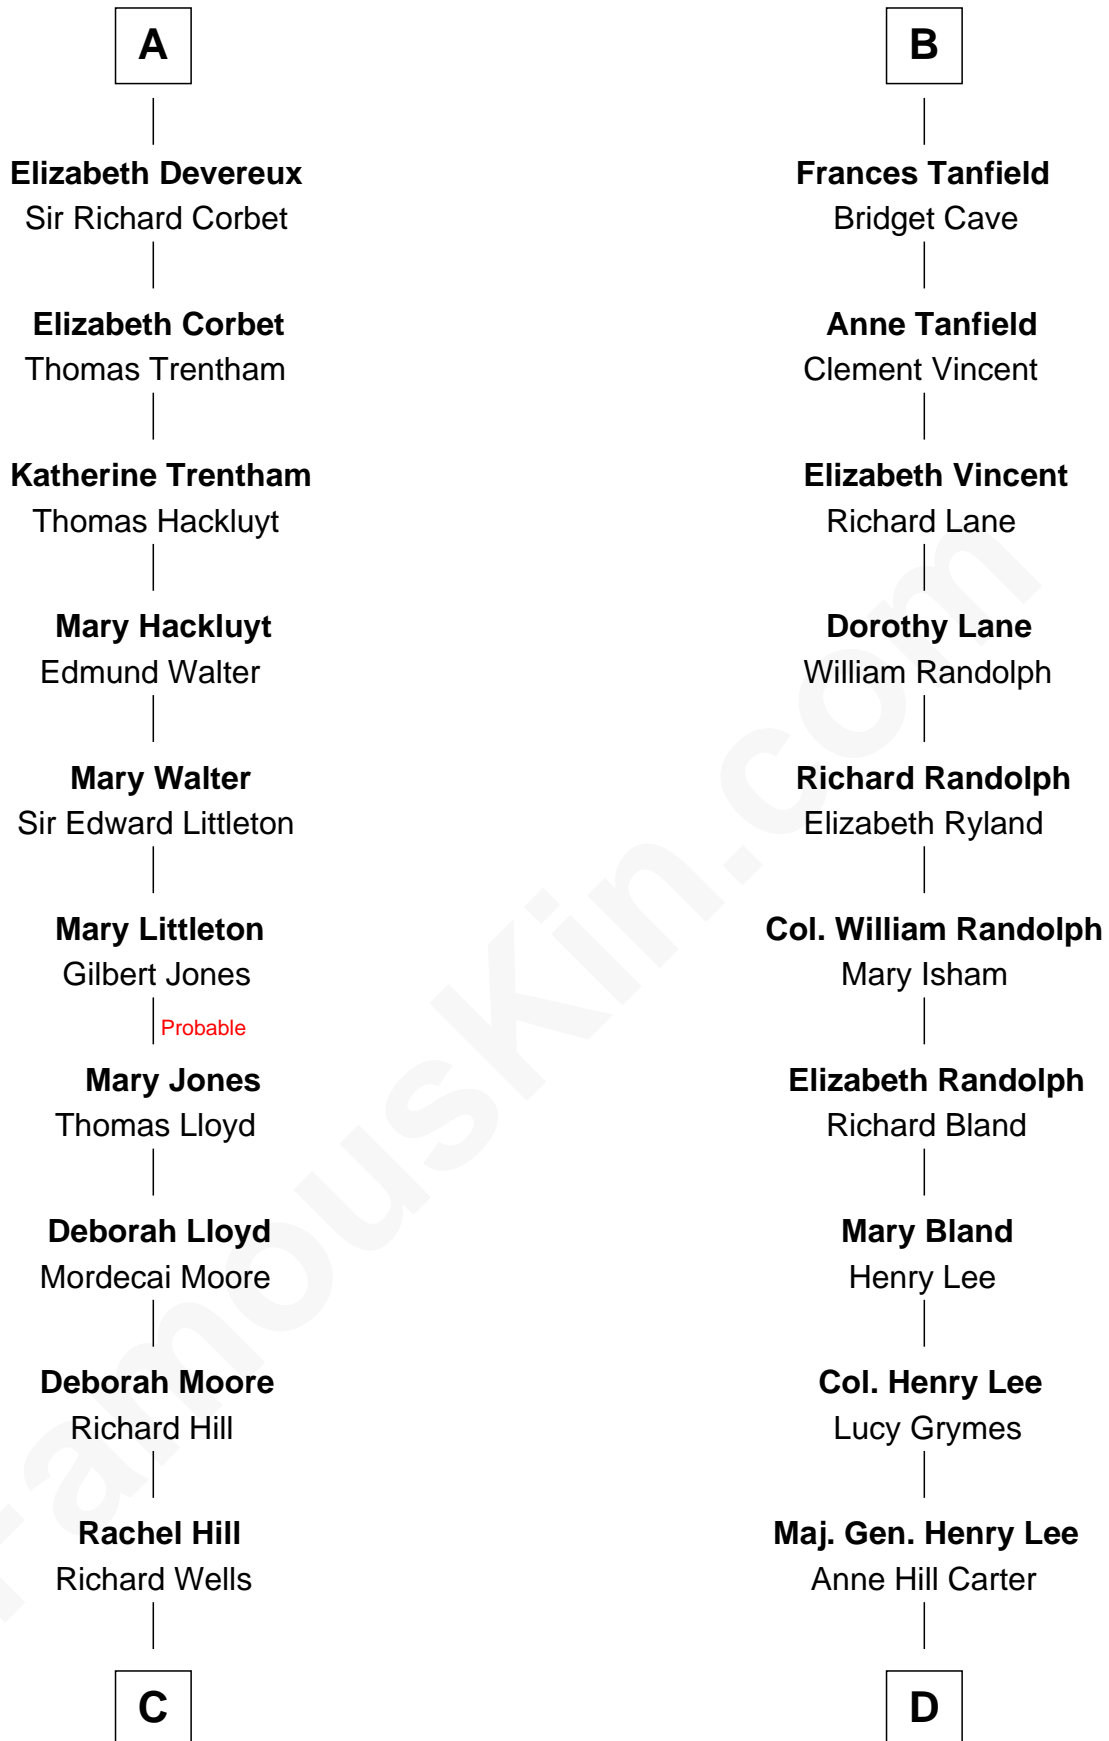 A
Elizabeth Devereux
Sir Richard Corbet
Elizabeth Corbet
Thomas Trentham
Katherine Trentham
Thomas Hackluyt
Mary Hackluyt
Edmund Walter
Mary Walter
Sir Edward Littleton
Mary Littleton
Gilbert Jones
Probable
Mary Jones
Thomas Lloyd
Deborah Lloyd
Mordecai Moore
Deborah Moore
Richard Hill
Rachel Hill
Richard Wells
C
B
Frances Tanfield
Bridget Cave
Anne Tanfield
Clement Vincent
Elizabeth Vincent
Richard Lane
Dorothy Lane
William Randolph
Richard Randolph
Elizabeth Ryland
Col. William Randolph
Mary Isham
Elizabeth Randolph
Richard Bland
Mary Bland
Henry Lee
Col. Henry Lee
Lucy Grymes
Maj. Gen. Henry Lee
Anne Hill Carter
D
FamousKin.com